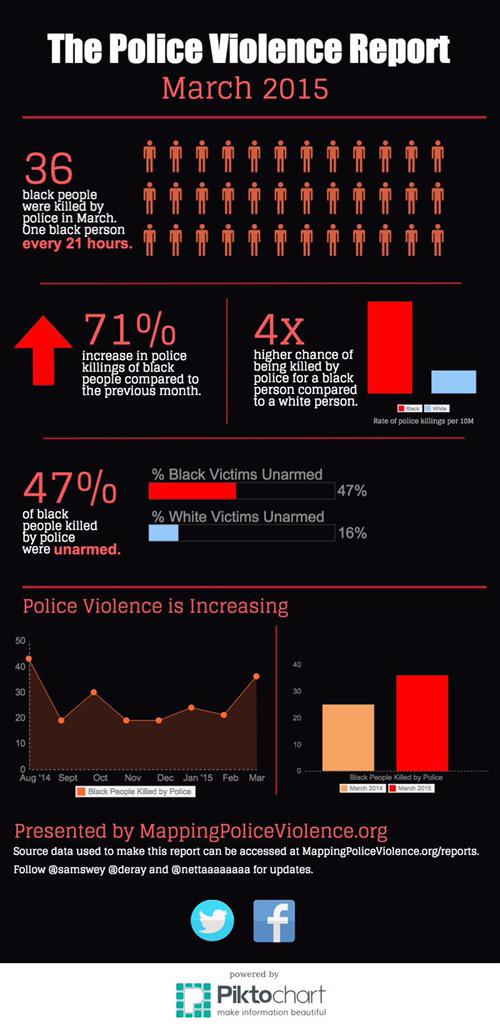 The Police Violence Report
March 2015
36
black people
were killed by
police in March.
One black person
every 21 hours.
71%
increase in police
killings of black
people compared to
the previous month.
4x
higher chance of
being killed by
police for a black
person compared
to a white person.
Black White
Rate of police killings per 10M
47%
of black
people killed
by police
were unarmed.
% Black Victims Unarmed
47%
% White Victims Unarmed
16%
Police Violence is Increasing
50
40
30
20
10
0
Aug '14 Sept Oct Nov Dec Jan '15 Feb Mar
Black People Killed by Police
40
30
20
10
0
Black People Killed by Police
March 2014 March 2015
Presented by MappingPoliceViolence.org
Source data used to make this report can be accessed at MappingPoliceViolence.org/reports.
Follow @samswey @deray and @nettaaaaaaaa for updates.
powered by
Piktochart
make information beautiful